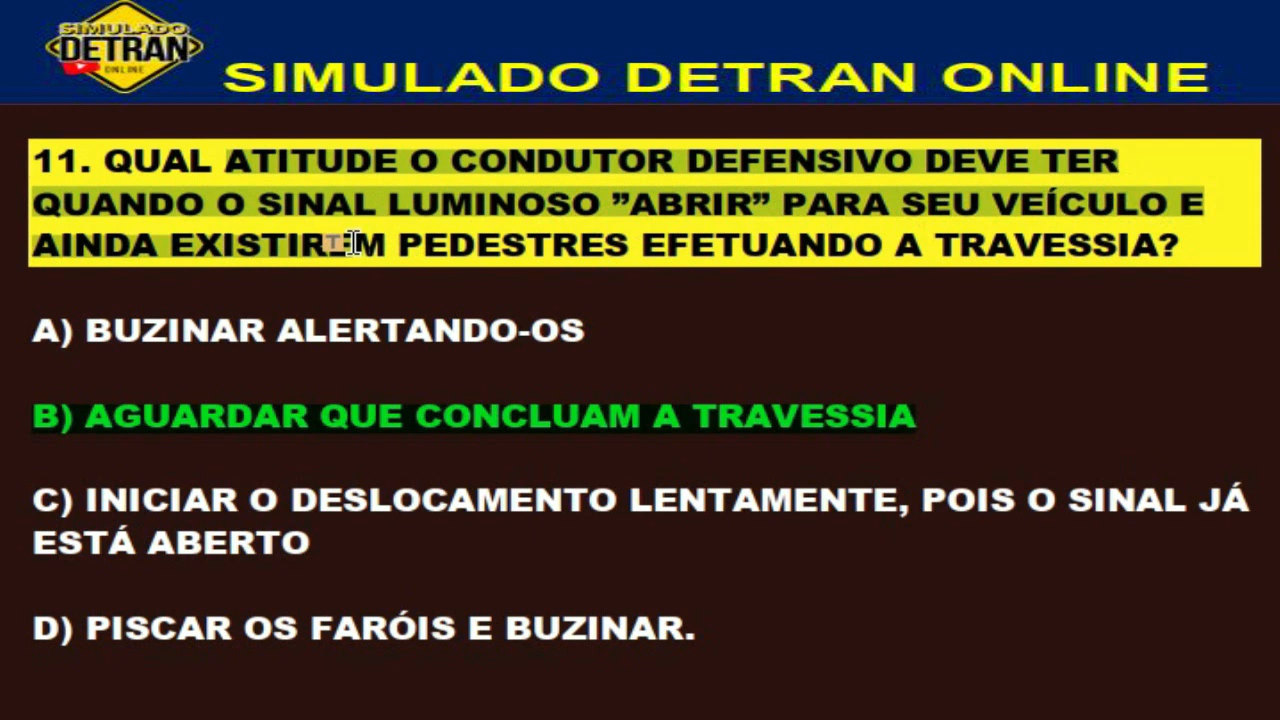 SIMULADO
DETRAN
ONLINE
SIMULADO DETRAN ONLINE
11. QUAL ATITUDE O CONDUTOR DEFENSIVO DEVE TER
QUANDO O SINAL LUMINOSO ”ABRIR” PARA SEU VEÍCULO E
AINDA EXISTIREM PEDESTRES EFETUANDO A TRAVESSIA?
A) BUZINAR ALERTANDO-OS
B) AGUARDAR QUE CONCLUAM A TRAVESSIA
C) INICIAR O DESLOCAMENTO LENTAMENTE, POIS O SINAL JÁ
ESTÁ ABERTO
D) PISCAR OS FARÓIS E BUZINAR.